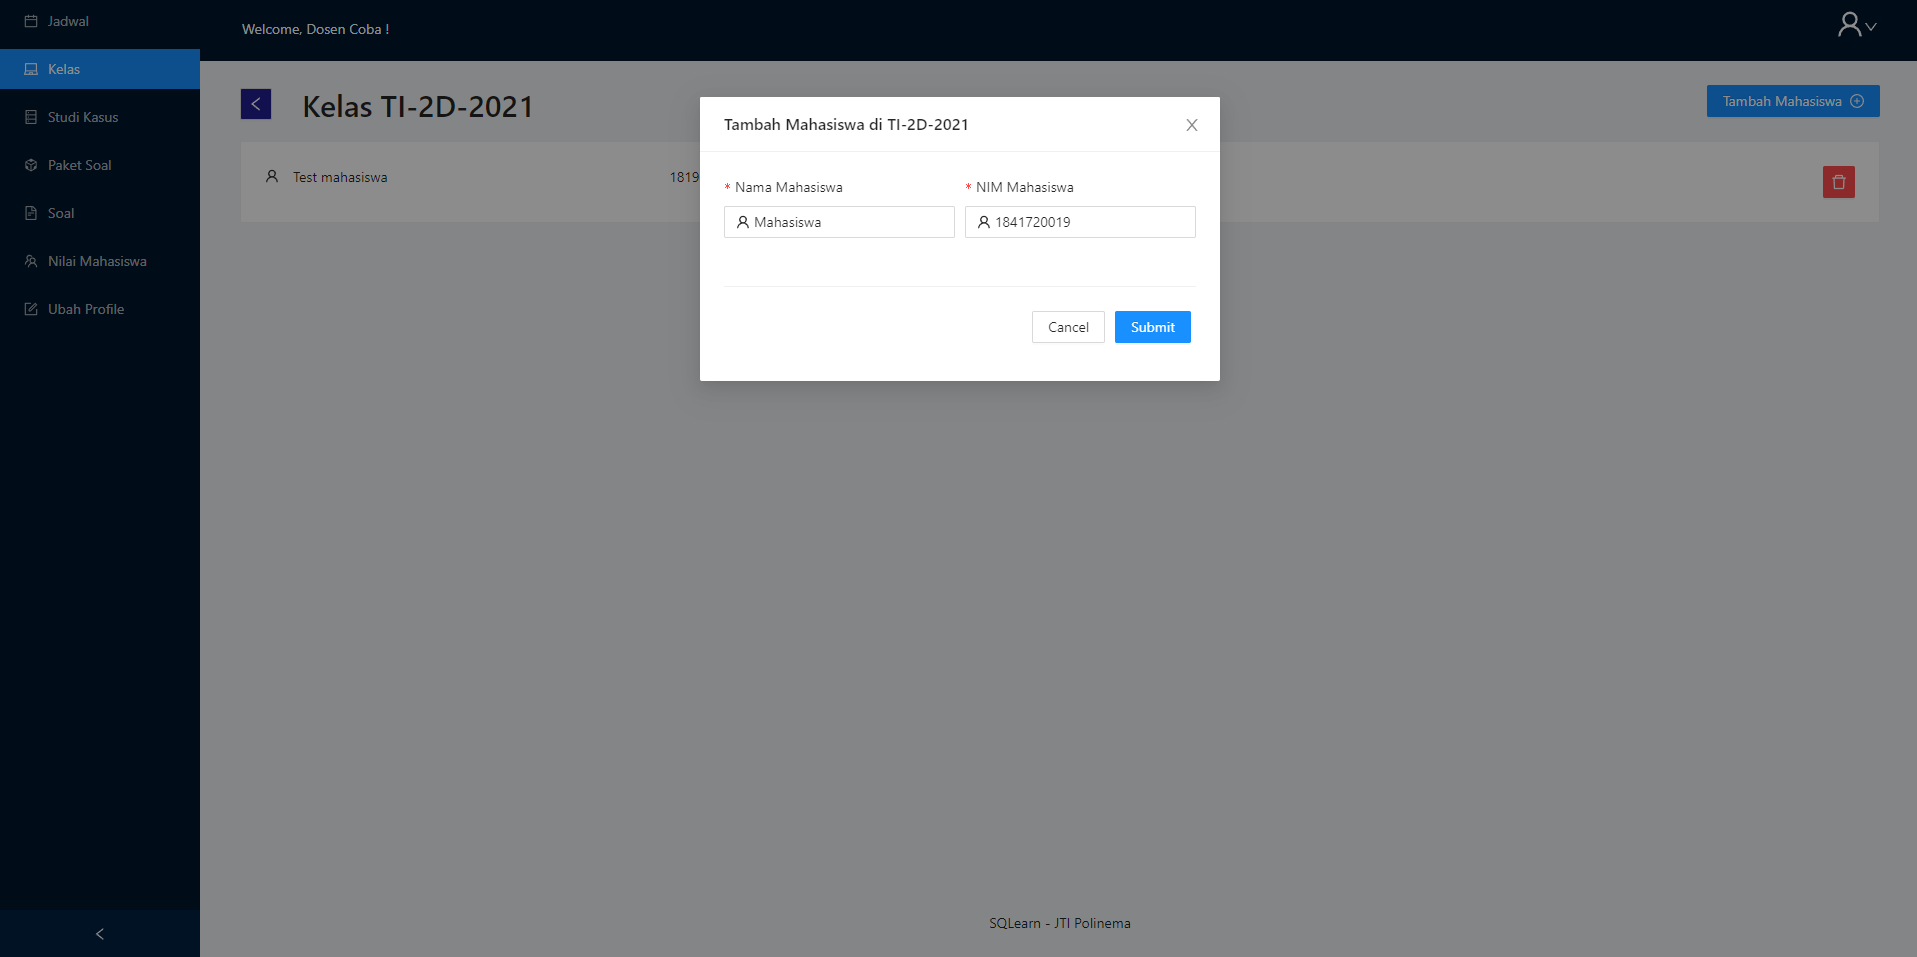 Jadwal
Kelas
Studi Kasus
Paket Soal
Soal
Nilai Mahasiswa
Ubah Profile
Welcome, Dosen Coba !
Kelas TI-2D-2021
Tambah Mahasiswa
Test mahasiswa
1819
Tambah Mahasiswa di TI-2D-2021
* Nama Mahasiswa
* NIM Mahasiswa
Mahasiswa
1841720019
Cancel
Submit
SQLearn - JTI Polinema